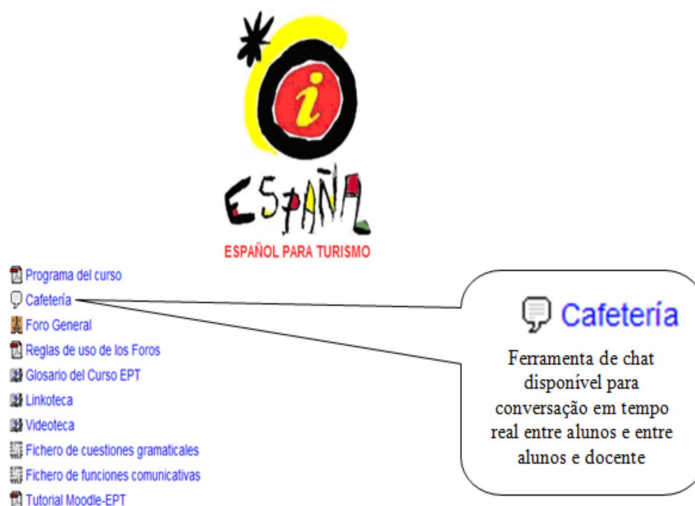 i
ESPAÑA
ESPAÑOL PARA TURISMO
Programa del curso
Cafetería
Foro General
Reglas de uso de los Foros
Glosario del Curso EPT
Linkoteca
Videoteca
Fichero de cuestiones gramaticales
Fichero de funciones comunicativas
Tutorial Moodle-EPT
Cafetería
Ferramenta de chat
disponível para
conversação em tempo
real entre alunos e entre
alunos e docente